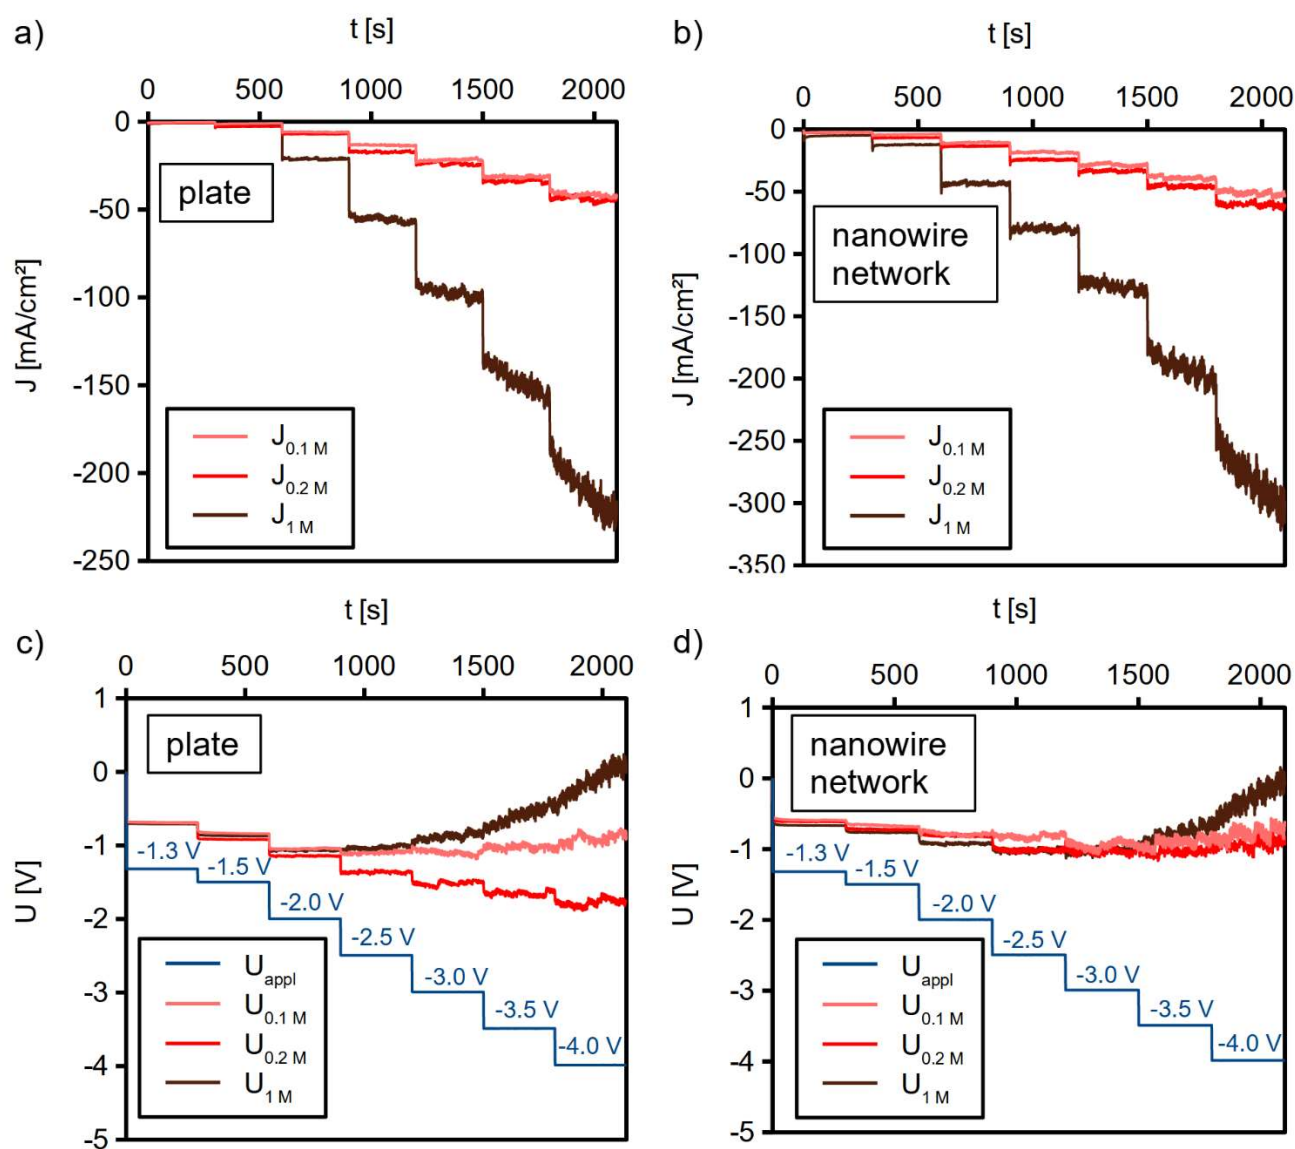 a)
t [s]
0 500 1000 1500 2000
0
-50
-100
-150
-200
-250
J [mA/cm²]
plate
J0.1 M
J0.2 M
J1 M
b)
t [s]
0 500 1000 1500 2000
0
-50
-100
-150
-200
-250
-300
-350
J [mA/cm²]
nanowire
network
J0.1 M
J0.2 M
J1 M
c)
t [s]
0 500 1000 1500 2000
1
0
-1
-2
-3
-4
-5
U [V]
plate
-1.3 V
-1.5 V
-2.0 V
-2.5 V
-3.0 V
-3.5 V
-4.0 V
Uappl
U0.1 M
U0.2 M
U1 M
d)
t [s]
0 500 1000 1500 2000
1
0
-1
-2
-3
-4
-5
U [V]
nanowire
network
-1.3 V
-1.5 V
-2.0 V
-2.5 V
-3.0 V
-3.5 V
-4.0 V
Uappl
U0.1 M
U0.2 M
U1 M